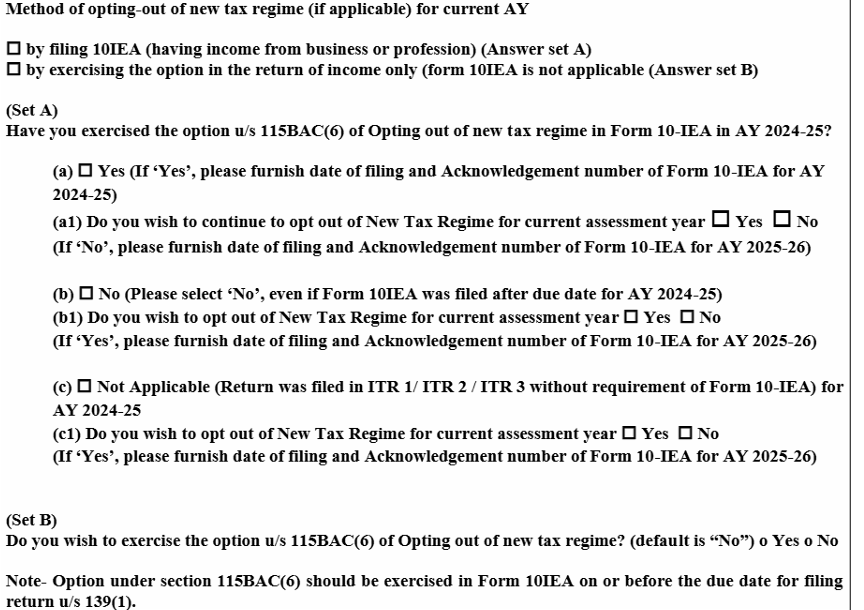 Method of opting-out of new tax regime (if applicable) for current AY
☐ by filing 10IEA (having income from business or profession) (Answer set A)
☐ by exercising the option in the return of income only (form 10IEA is not applicable (Answer set B)
(Set A)
Have you exercised the option u/s 115BAC(6) of Opting out of new tax regime in Form 10-IEA in AY 2024-25?
(a) ☐ Yes (If ‘Yes’, please furnish date of filing and Acknowledgement number of Form 10-IEA for AY
2024-25)
(a1) Do you wish to continue to opt out of New Tax Regime for current assessment year ☐ Yes ☐ No
(If ‘No’, please furnish date of filing and Acknowledgement number of Form 10-IEA for AY 2025-26)
(b) ☐ No (Please select ‘No’, even if Form 10IEA was filed after due date for AY 2024-25)
(b1) Do you wish to opt out of New Tax Regime for current assessment year ☐ Yes ☐ No
(If ‘Yes’, please furnish date of filing and Acknowledgement number of Form 10-IEA for AY 2025-26)
(c) ☐ Not Applicable (Return was filed in ITR 1/ ITR 2 / ITR 3 without requirement of Form 10-IEA) for
AY 2024-25
(c1) Do you wish to opt out of New Tax Regime for current assessment year ☐ Yes ☐ No
(If ‘Yes’, please furnish date of filing and Acknowledgement number of Form 10-IEA for AY 2025-26)
(Set B)
Do you wish to exercise the option u/s 115BAC(6) of Opting out of new tax regime? (default is “No”) o Yes o No
Note- Option under section 115BAC(6) should be exercised in Form 10IEA on or before the due date for filing
return u/s 139(1).